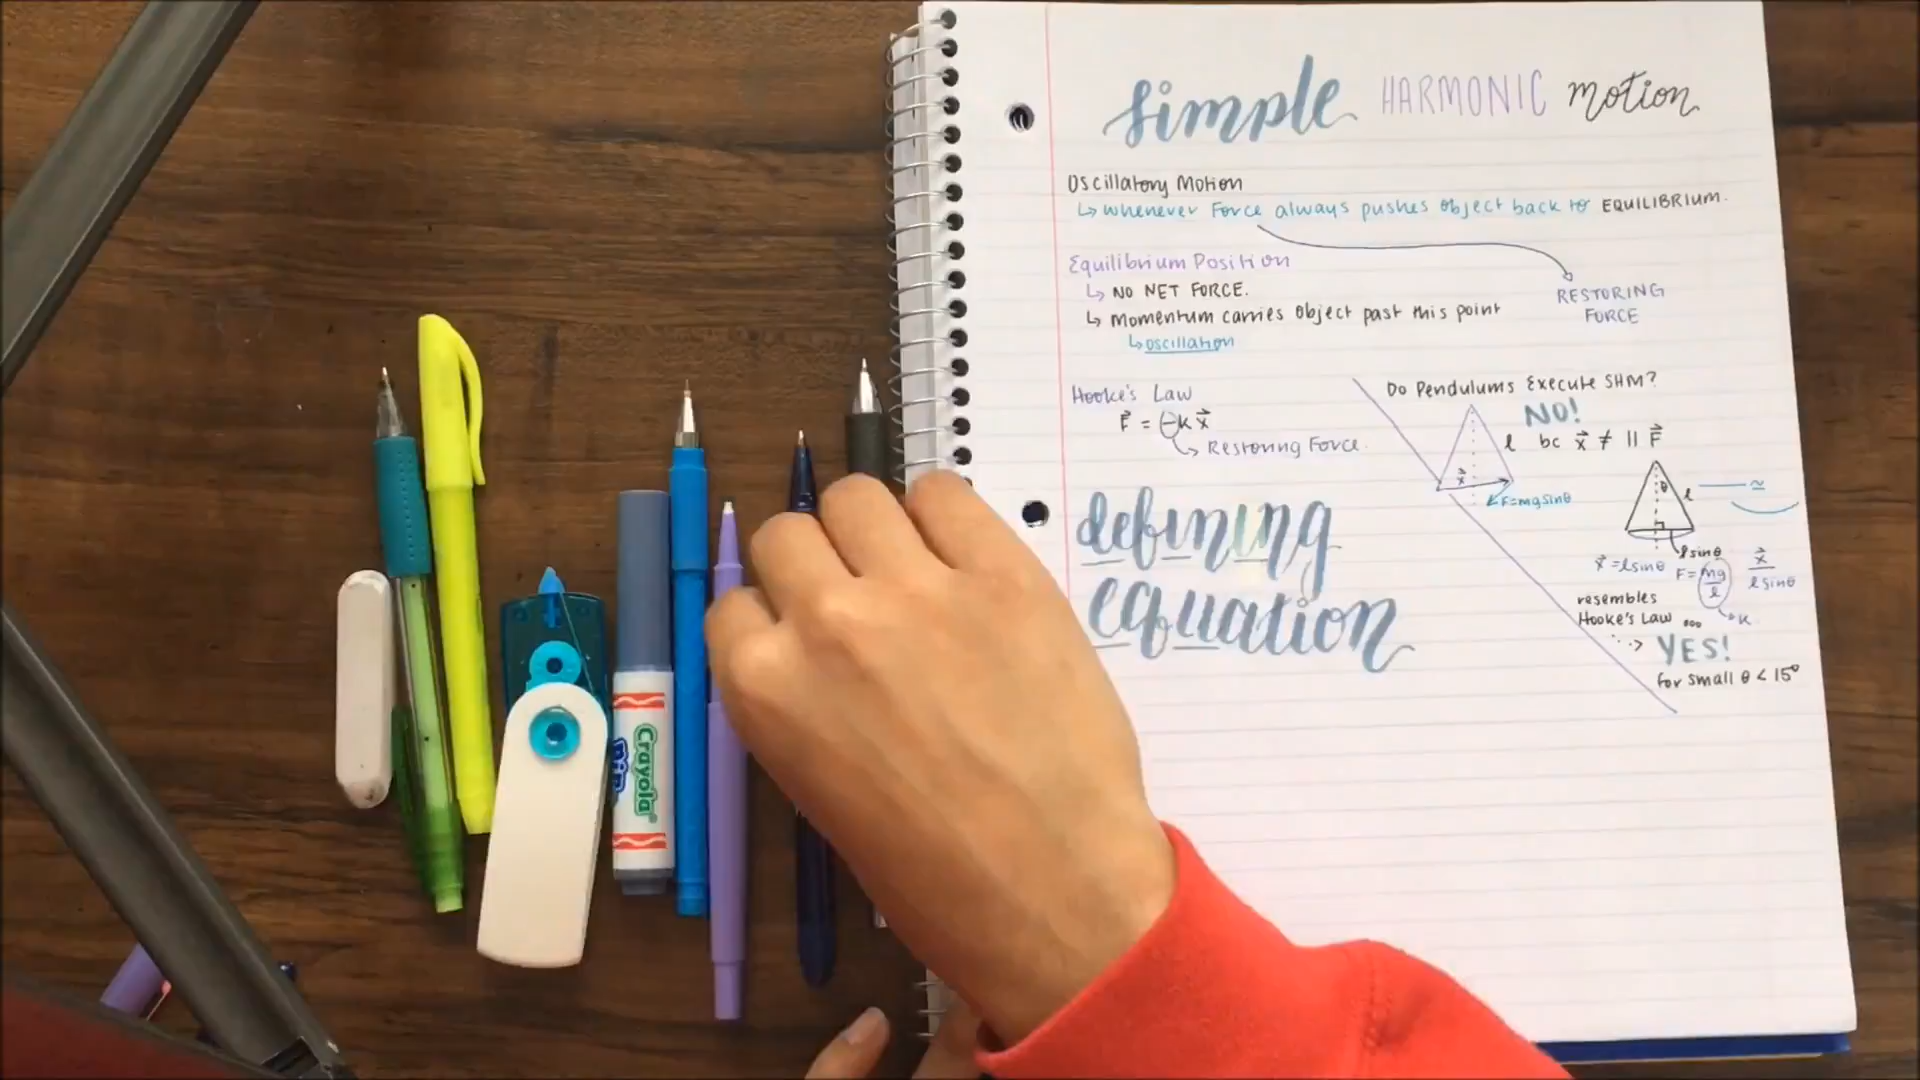 simple HARMONIC motion
Oscillatory Motion
↳ whenever Force always pushes object back to EQUILIBRIUM.
Equilibrium Position
↳ NO NET FORCE.
↳ Momentum carries object past this point
↳ oscillation
RESTORING
FORCE
Hooke's Law
F⃗ = -kx⃗
↳ Restoring Force.
Do Pendulums Execute SHM?
NO!
l bc x⃗ ≠ || F⃗
x⃗
F=mgsinθ
θ l ≃
lsinθ
x⃗=lsinθ F=mg/l x⃗/lsinθ
k
resembles
Hooke's Law ...
YES!
for small θ < 15°
defining
equation
Crayola